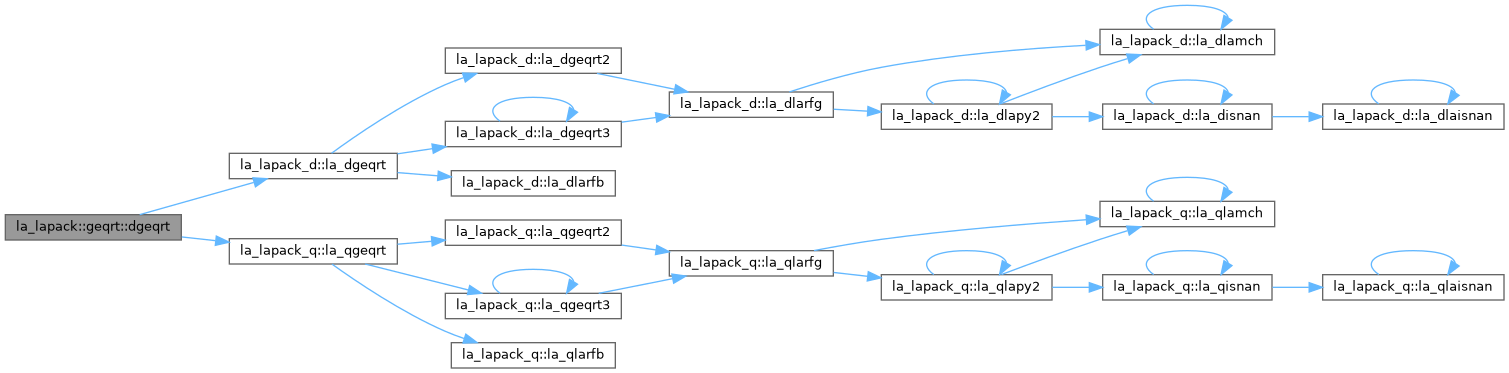 la_lapack::geqrt::dgeqrt
la_lapack_d::la_dgeqrt
la_lapack_d::la_dgeqrt2
la_lapack_d::la_dgeqrt3
la_lapack_d::la_dlarfb
la_lapack_d::la_dlarfg
la_lapack_d::la_dlamch
la_lapack_d::la_dlapy2
la_lapack_d::la_disnan
la_lapack_d::la_dlaisnan
la_lapack_q::la_qgeqrt
la_lapack_q::la_qgeqrt2
la_lapack_q::la_qgeqrt3
la_lapack_q::la_qlarfb
la_lapack_q::la_qlarfg
la_lapack_q::la_qlamch
la_lapack_q::la_qlapy2
la_lapack_q::la_qisnan
la_lapack_q::la_qlaisnan